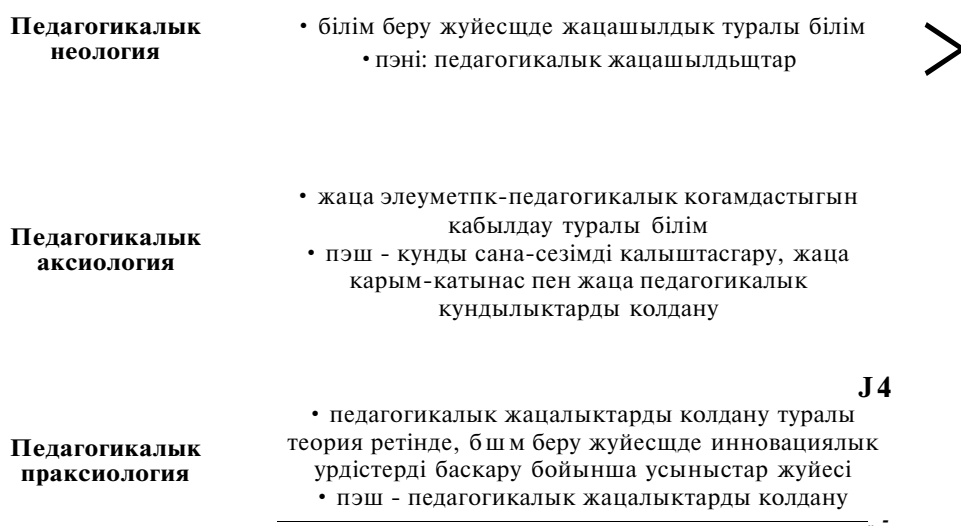 Педагогикалык
неология
• білім беру жуйесщде жацашылдык туралы білім
• пэні: педагогикалык жацашылдыщтар
Педагогикалык
аксиология
• жаца элеуметпк-педагогикалык когамдастыгын
кабылдау туралы білім
• пэш - кунды сана-сезімді калыштасгару, жаца
карым-катынас пен жаца педагогикалык
кундылыктарды колдану
J4
Педагогикалык
праксиология
• педагогикалык жацалыктарды колдану туралы
теория ретінде, бшм беру жуйесщде инновациялык
урдістерді баскару бойынша усыныстар жуйесі
• пэш - педагогикалык жацалыктарды колдану